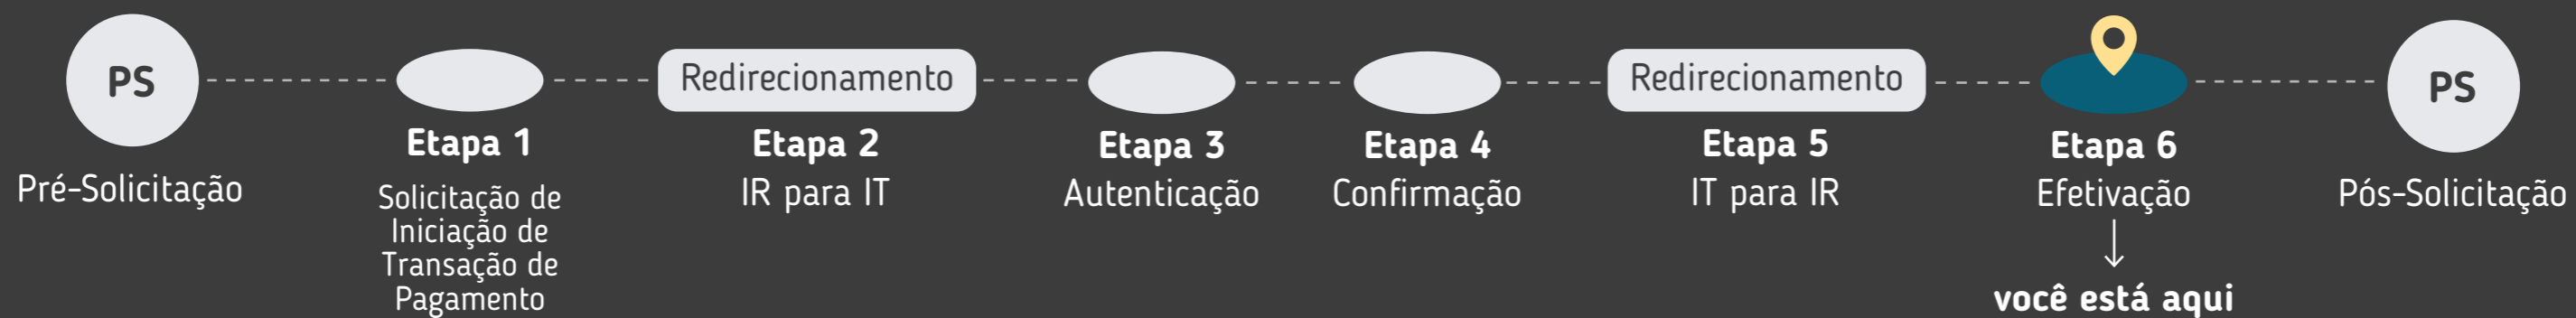 PS
Pré-Solicitação
Etapa 1
Solicitação de
Iniciação de
Transação de
Pagamento
Redirecionamento
Etapa 2
IR para IT
Etapa 3
Autenticação
Etapa 4
Confirmação
Redirecionamento
Etapa 5
IT para IR
Etapa 6
Efetivação
você está aqui
PS
Pós-Solicitação